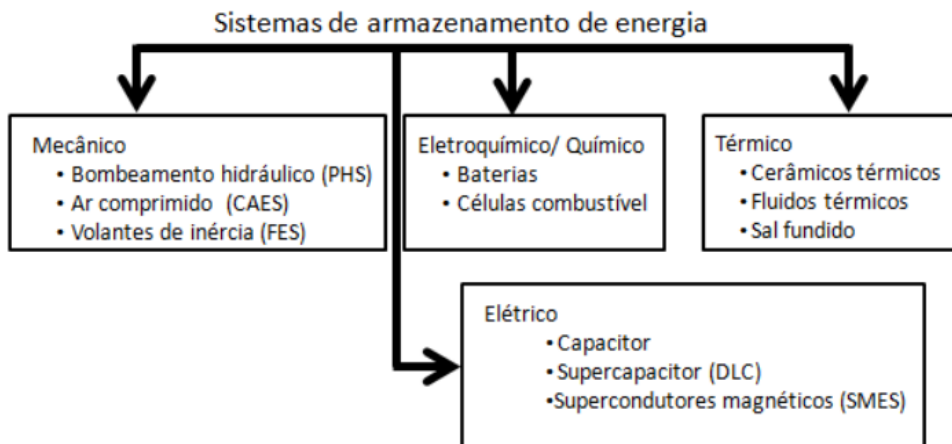 Sistemas de armazenamento de energia
Mecânico
• Bombeamento hidráulico (PHS)
• Ar comprimido (CAES)
• Volantes de inércia (FES)
Eletroquímico/ Químico
• Baterias
• Células combustível
Térmico
• Cerâmicos térmicos
• Fluidos térmicos
• Sal fundido
Elétrico
• Capacitor
• Supercapacitor (DLC)
•Supercondutores magnéticos (SMES)